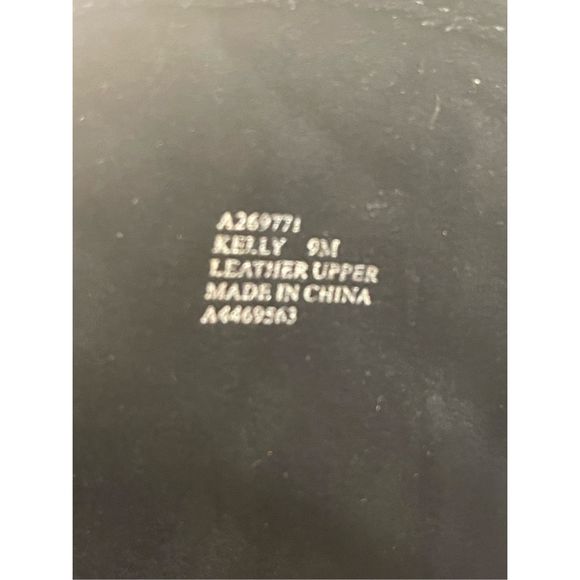 A269771
KELLY 9M
LEATHER UPPER
MADE IN CHINA
A4469563